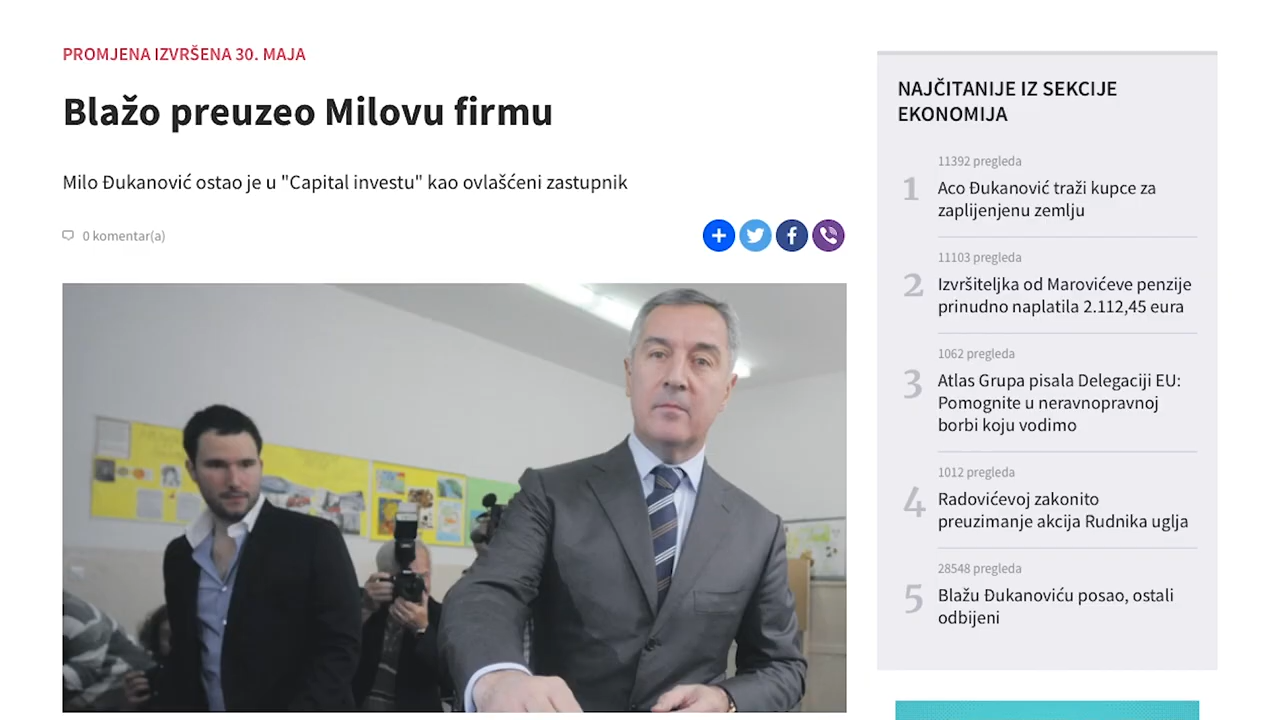 PROMJENA IZVRŠENA 30. MAJA
Blažo preuzeo Milovu firmu
Milo Đukanović ostao je u "Capital investu" kao ovlašćeni zastupnik
0 komentar(a)
NAJČITANIJE IZ SEKCIJE
EKONOMIJA
11392 pregleda
1
Aco Đukanović traži kupce za
zaplijenjenu zemlju
11103 pregleda
2
Izvršiteljka od Marovićeve penzije
prinudno naplatila 2.112,45 eura
1062 pregleda
3
Atlas Grupa pisala Delegaciji EU:
Pomognite u neravnopravnoj
borbi koju vodimo
1012 pregleda
4
Radovićevoj zakonito
preuzimanje akcija Rudnika uglja
28548 pregleda
5
Blažu Đukanoviću posao, ostali
odbijeni